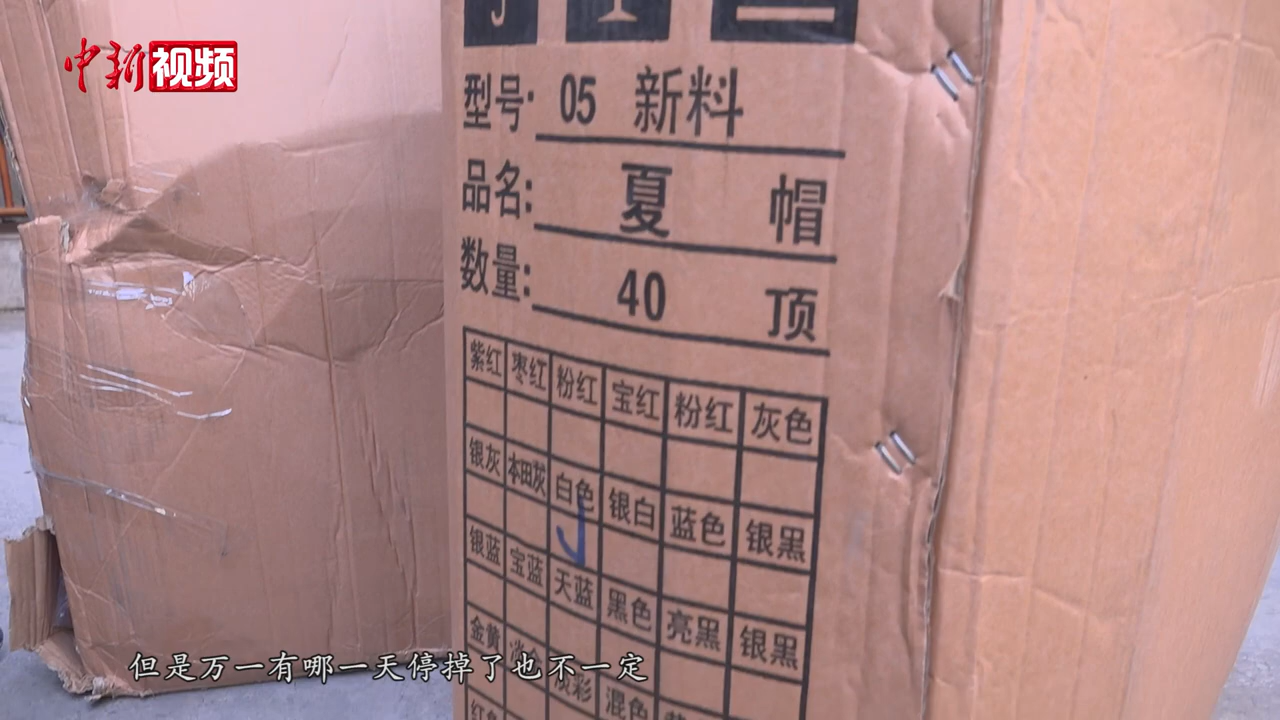 中新视频
型号: 05 新料
品名: 夏 帽
数量: 40 顶
紫红 枣红 粉红 宝红 粉红 灰色
银灰 本田灰 白色 银白 蓝色 银黑
银蓝 宝蓝 天蓝 黑色 亮黑 银黑
金黄
混色
但是万一有哪一天停掉了也不一定